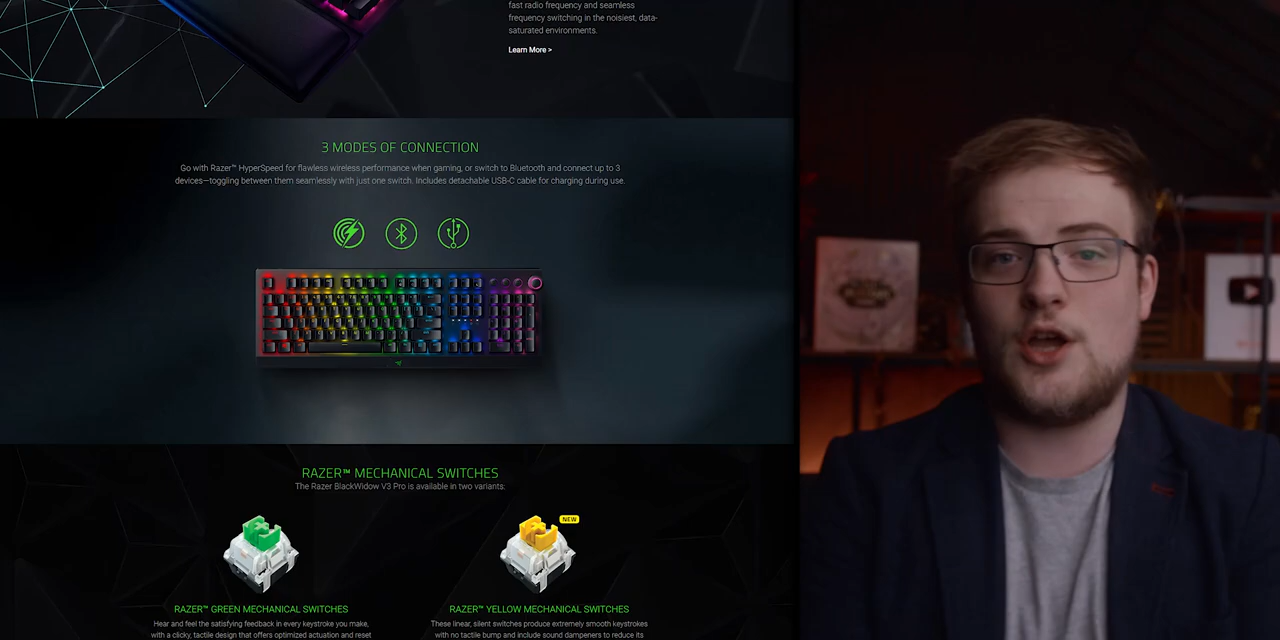 fast radio frequency and seamless
frequency switching in the noisiest, data-
saturated environments.
Learn More >
3 MODES OF CONNECTION
Go with Razer™ HyperSpeed for flawless wireless performance when gaming, or switch to Bluetooth and connect up to 3
devices—toggling between them seamlessly with just one switch. Includes detachable USB-C cable for charging during use.
RAZER™ MECHANICAL SWITCHES
The Razer BlackWidow V3 Pro is available in two variants:
NEW
RAZER™ GREEN MECHANICAL SWITCHES
Hear and feel the satisfying feedback in every keystroke you make,
with a clicky, tactile design that offers optimized actuation and reset
RAZER™ YELLOW MECHANICAL SWITCHES
These linear, silent switches produce extremely smooth keystrokes
with no tactile bump and include sound dampeners to reduce its